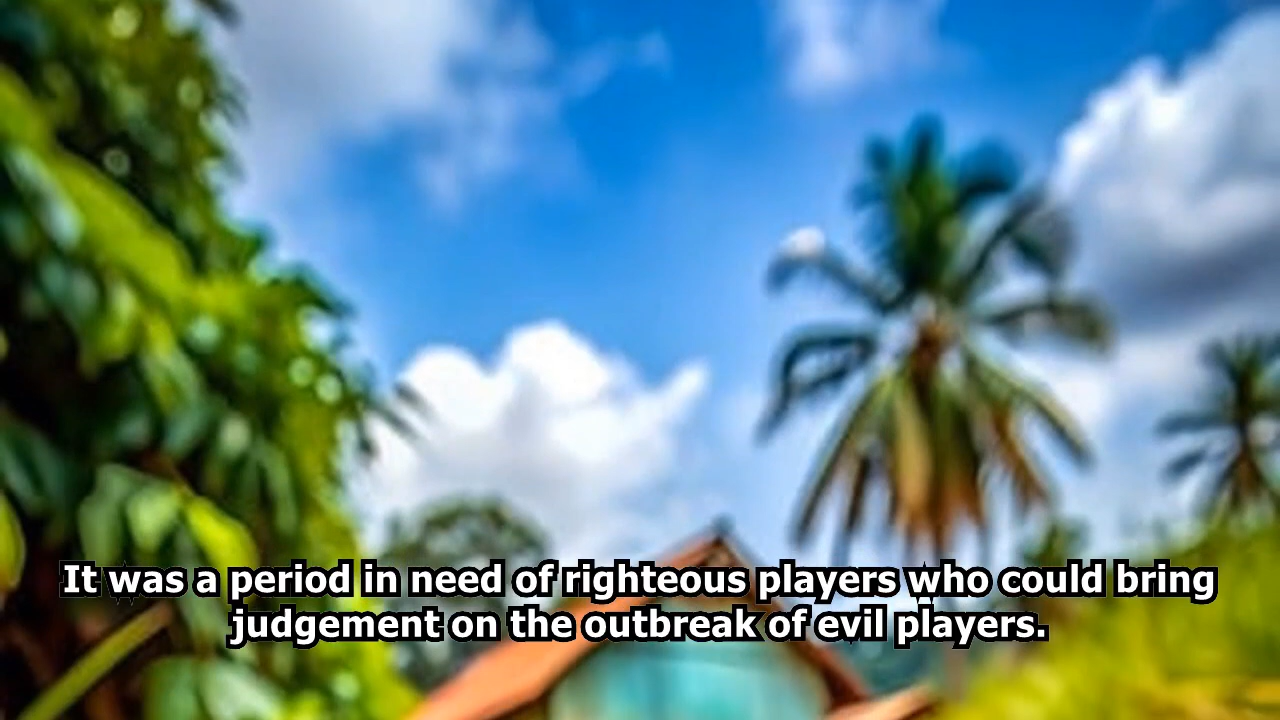 It was a period in need of righteous players who could bring
judgement on the outbreak of evil players.